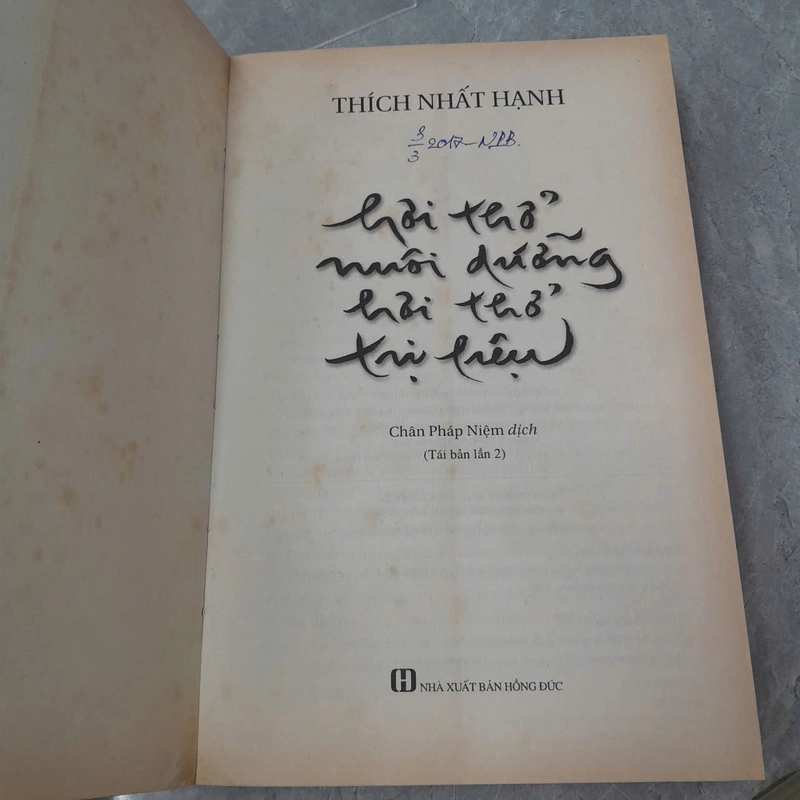 THÍCH NHẤT HẠNH
3 2017-NPB.
3
hơi thở
nuôi dưỡng
hơi thở
trị liệu
Chân Pháp Niệm dịch
(Tái bản lần 2)
NHÀ XUẤT BẢN HỒNG ĐỨC